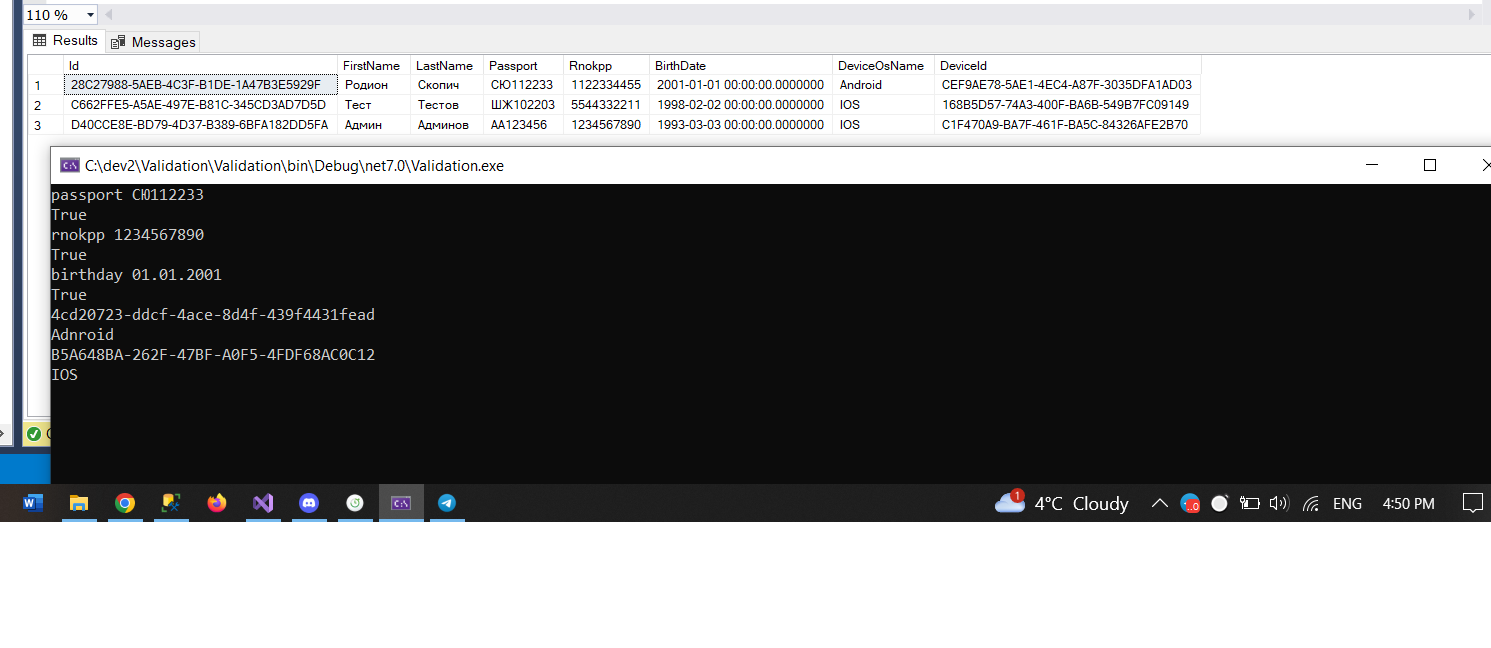 110 %
Results Messages
Id FirstName LastName Passport Rnokpp BirthDate DeviceOsName DeviceId
1 28C27988-5AEB-4C3F-B1DE-1A47B3E5929F Родион Скопич СЮ112233 1122334455 2001-01-01 00:00:00.0000000 Android CEF9AE78-5AE1-4EC4-A87F-3035DFA1AD03
2 C662FFE5-A5AE-497E-B81C-345CD3AD7D5D Тест Тестов ШЖ102203 5544332211 1998-02-02 00:00:00.0000000 IOS 168B5D57-74A3-400F-BA6B-549B7FC09149
3 D40CCE8E-BD79-4D37-B389-6BFA182DD5FA Админ Админов АА123456 1234567890 1993-03-03 00:00:00.0000000 IOS C1F470A9-BA7F-461F-BA5C-84326AFE2B70
C:\ C:\dev2\Validation\Validation\bin\Debug\net7.0\Validation.exe
passport СЮ112233
True
rnokpp 1234567890
True
birthday 01.01.2001
True
4cd20723-ddcf-4ace-8d4f-439f4431fead
Adnroid
B5A648BA-262F-47BF-A0F5-4FDF68AC0C12
IOS
W C:\ 1 4°C Cloudy ENG 4:50 PM